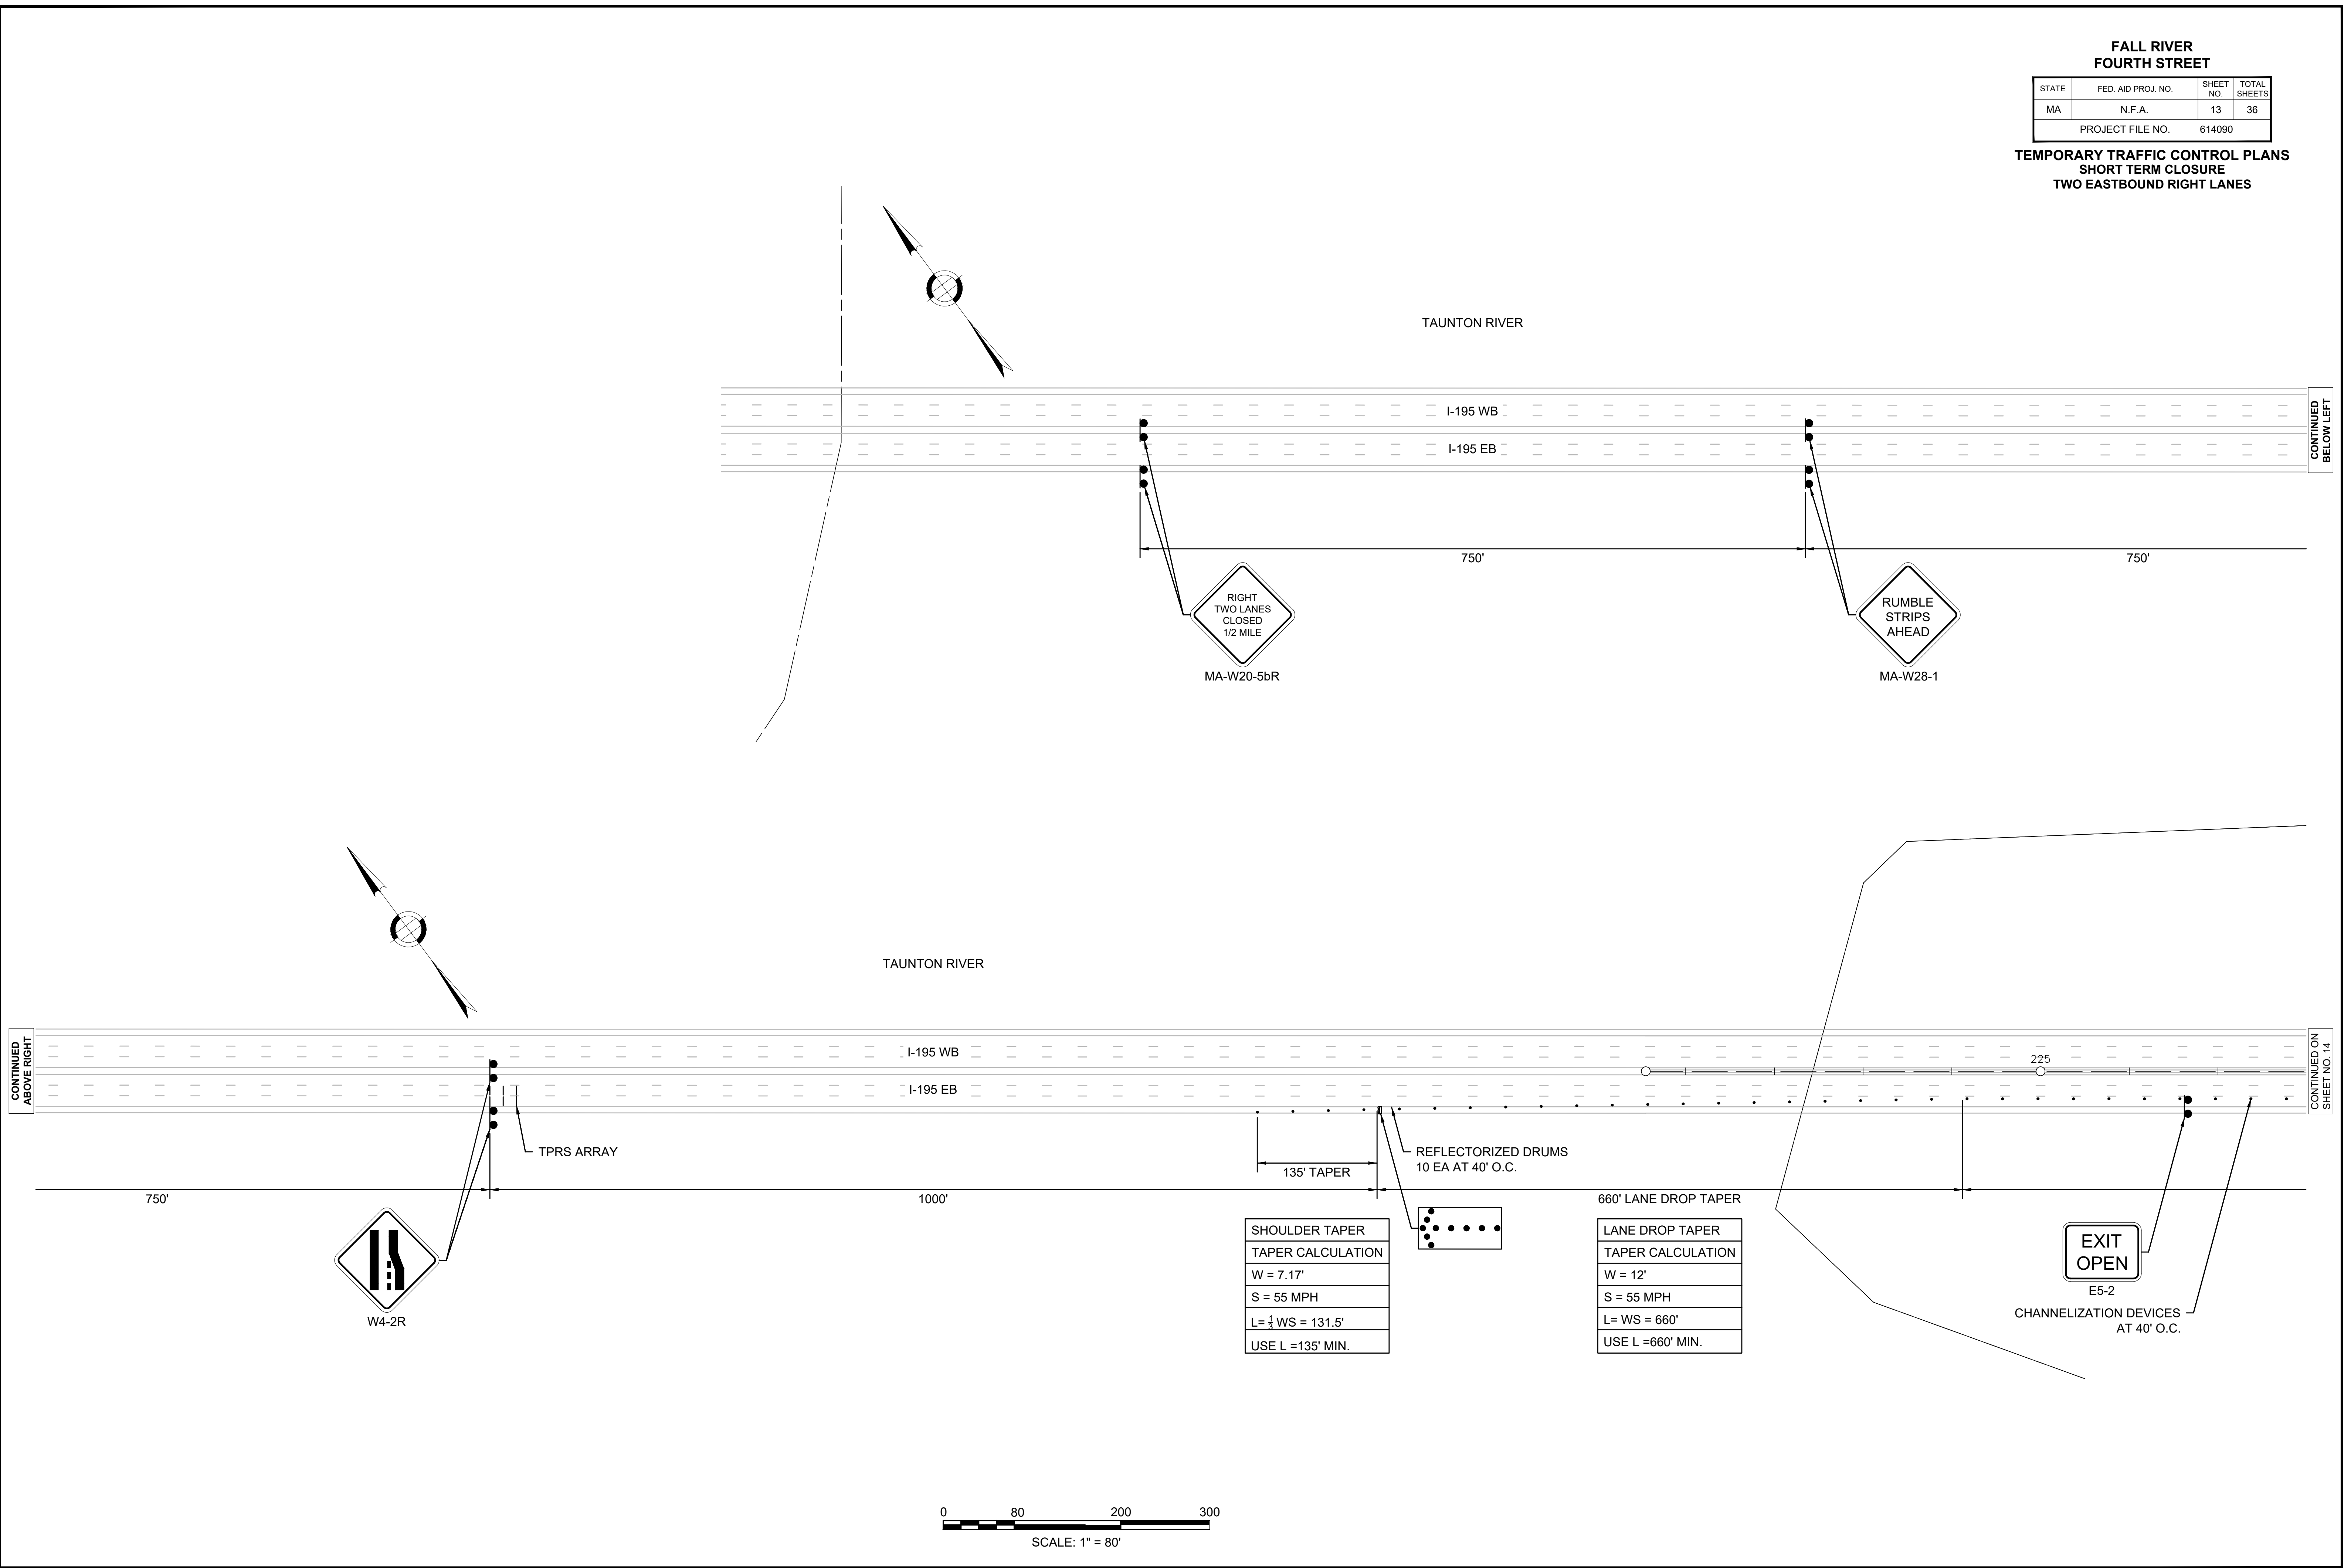 FALL RIVER
FOURTH STREET
STATE FED. AID PROJ. NO. SHEET NO. TOTAL SHEETS
MA N.F.A. 13 36
PROJECT FILE NO. 614090
TEMPORARY TRAFFIC CONTROL PLANS
SHORT TERM CLOSURE
TWO EASTBOUND RIGHT LANES
TAUNTON RIVER
I-195 WB
I-195 EB
CONTINUED
BELOW LEFT
750'
750'
RIGHT
TWO LANES
CLOSED
1/2 MILE
MA-W20-5bR
RUMBLE
STRIPS
AHEAD
MA-W28-1
TAUNTON RIVER
CONTINUED
ABOVE RIGHT
I-195 WB
I-195 EB
225
CONTINUED ON
SHEET NO. 14
TPRS ARRAY
135' TAPER
REFLECTORIZED DRUMS
10 EA AT 40' O.C.
750'
1000'
660' LANE DROP TAPER
W4-2R
SHOULDER TAPER
TAPER CALCULATION
W = 7.17'
S = 55 MPH
L= 1/3 WS = 131.5'
USE L =135' MIN.
LANE DROP TAPER
TAPER CALCULATION
W = 12'
S = 55 MPH
L= WS = 660'
USE L =660' MIN.
EXIT
OPEN
E5-2
CHANNELIZATION DEVICES
AT 40' O.C.
0 80 200 300
SCALE: 1" = 80'